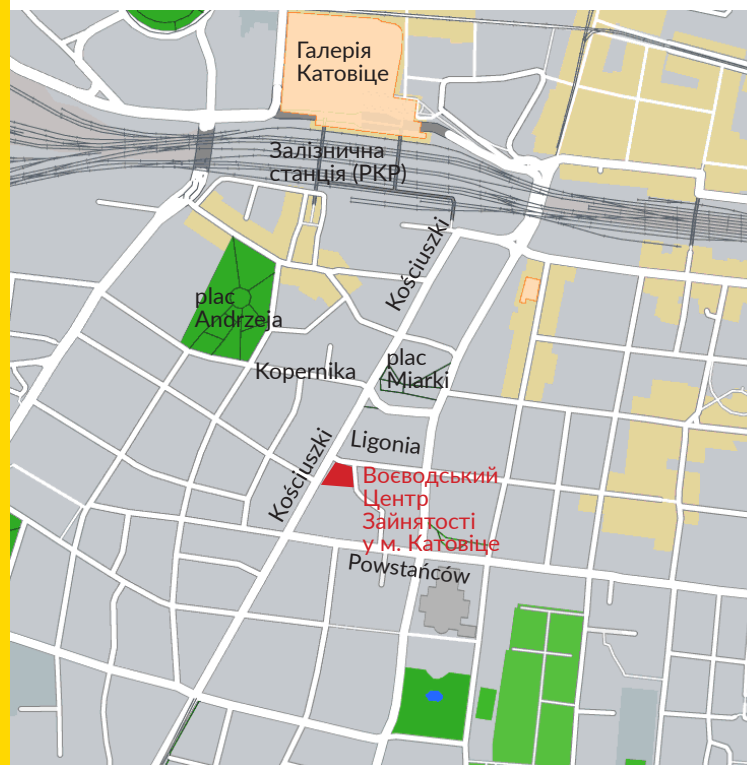 Галерія
Катовіце
Залізнична
станція (PKP)
Kościuszki
plac
Andrzeja
plac
Miarki
Kopernika
Ligonia
Kościuszki
Воєводський
Центр
Зайнятості
у м. Катовіце
Powstańców